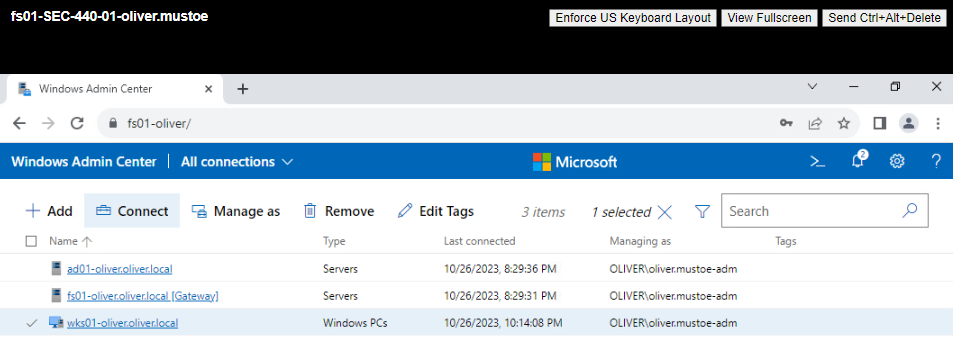 fs01-SEC-440-01-oliver.mustoe
Enforce US Keyboard Layout View Fullscreen Send Ctrl+Alt+Delete
Windows Admin Center
fs01-oliver/
Windows Admin Center All connections Microsoft 2
Add Connect Manage as Remove Edit Tags 3 items 1 selected Search
Name Type Last connected Managing as Tags
ad01-oliver.oliver.local Servers 10/26/2023, 8:29:36 PM OLIVER\oliver.mustoe-adm
fs01-oliver.oliver.local [Gateway] Servers 10/26/2023, 8:29:31 PM OLIVER\oliver.mustoe-adm
wks01-oliver.oliver.local Windows PCs 10/26/2023, 10:14:08 PM OLIVER\oliver.mustoe-adm